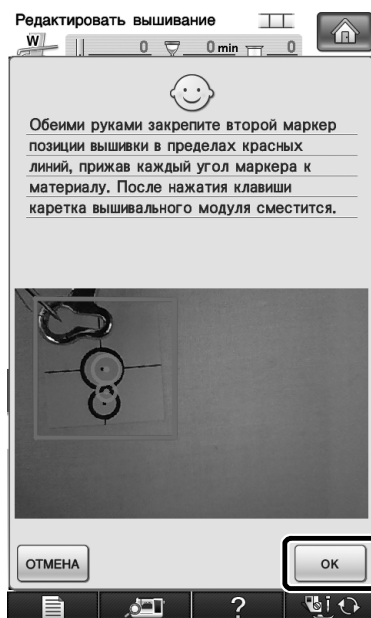 Редактировать вышивание
W 0 0 min 0
Обеими руками закрепите второй маркер
позиции вышивки в пределах красных
линий, прижав каждый угол маркера к
материалу. После нажатия клавиши
каретка вышивального модуля сместится.
ОТМЕНА OK
?